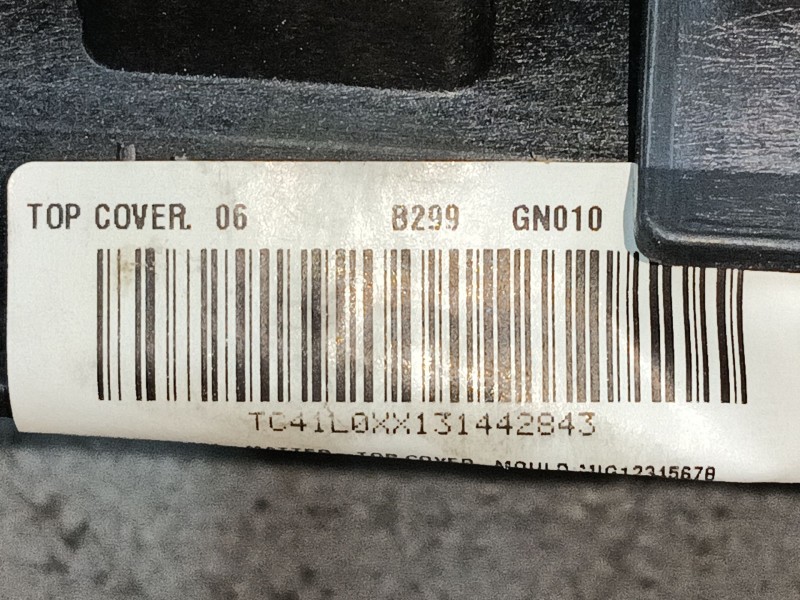 TOP COVER. 06 B299 GN010
TC41L0XX131442843
TOP COVER MOULD